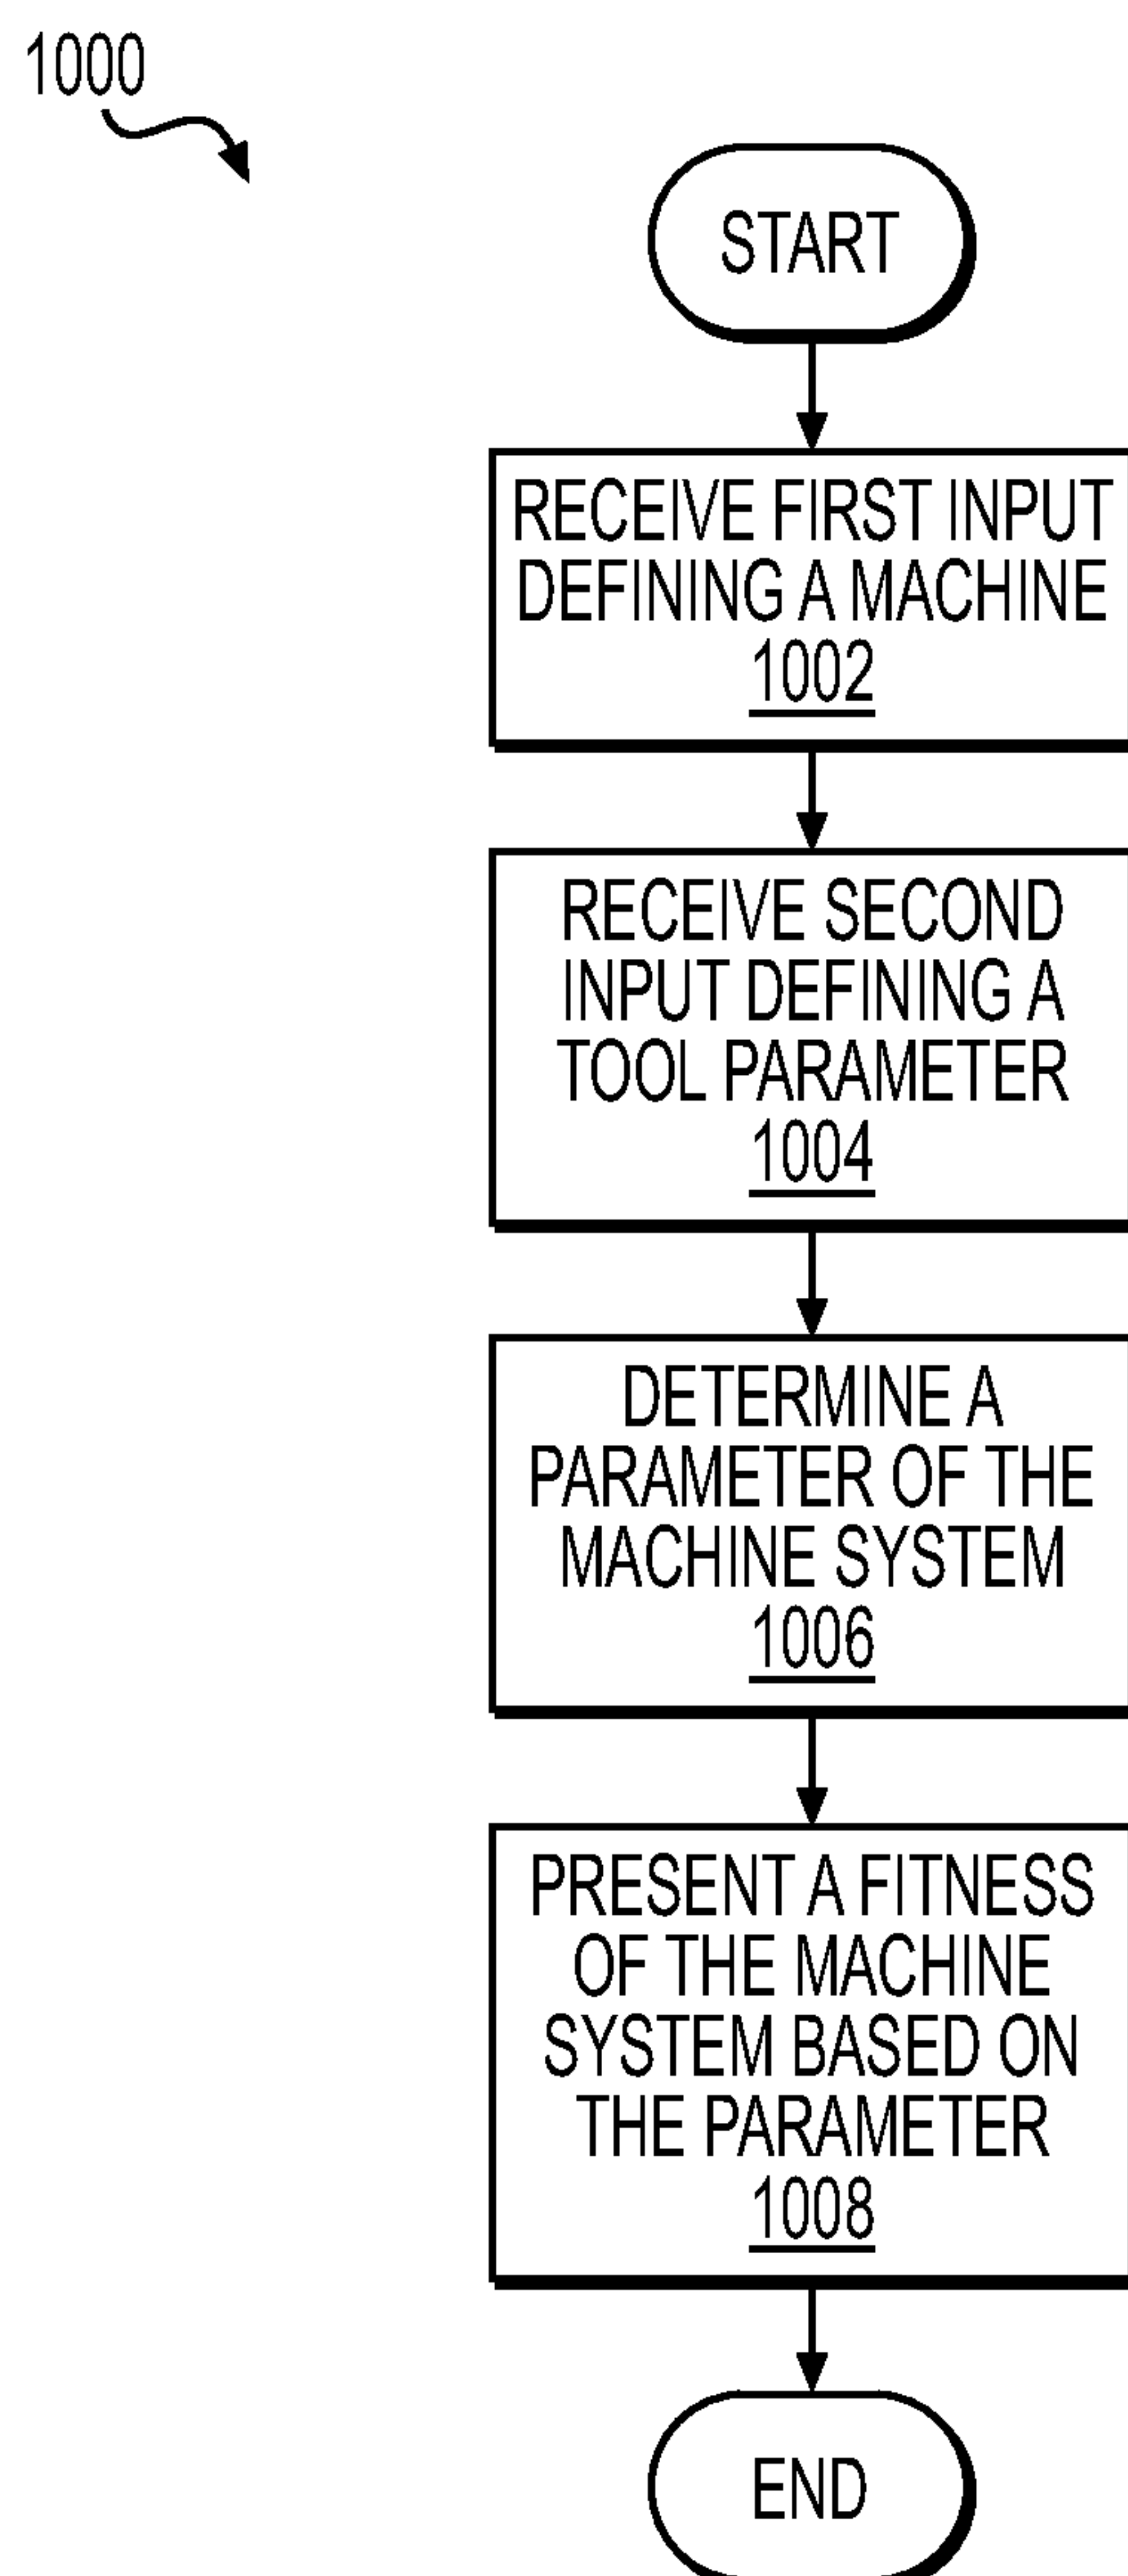 1000
START
RECEIVE FIRST INPUT
DEFINING A MACHINE
1002
RECEIVE SECOND
INPUT DEFINING A
TOOL PARAMETER
1004
DETERMINE A
PARAMETER OF THE
MACHINE SYSTEM
1006
PRESENT A FITNESS
OF THE MACHINE
SYSTEM BASED ON
THE PARAMETER
1008
END